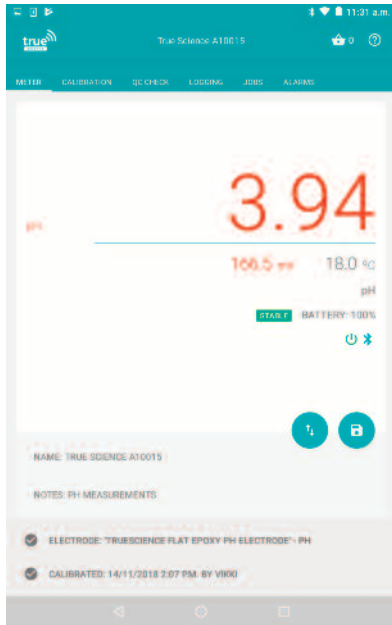 11:31 a.m.
true
True Science A10015
0
METER CALIBRATION QC CHECK LOGGING JOBS ALARMS
3.94
pH
166.5 mV 18.0 ºC
pH
STABLE BATTERY: 100%
NAME: TRUE SCIENCE A10015
NOTES: PH MEASUREMENTS
ELECTRODE: "TRUESCIENCE FLAT EPOXY PH ELECTRODE"- PH
CALIBRATED: 14/11/2018 2:07 PM. BY VIKKI